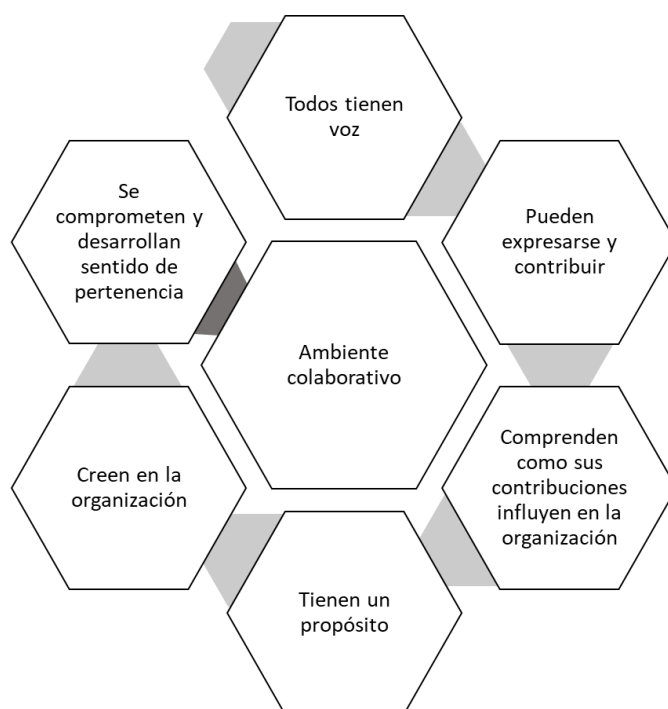 Todos tienen
voz
Pueden
expresarse y
contribuir
Comprenden
como sus
contribuciones
influyen en la
organización
Tienen un
propósito
Creen en la
organización
Se
comprometen y
desarrollan
sentido de
pertenencia
Ambiente
colaborativo